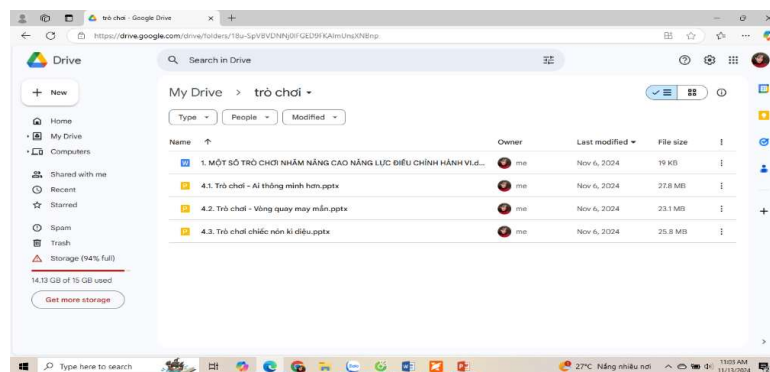 trò chơi - Google Drive
https://drive.google.com/drive/folders/18u-SpVBVDNNj0IFGED9FKAlmUnsXNBnp
Drive
Search in Drive
New
My Drive > trò chơi
Type People Modified
Home
My Drive
Computers
Shared with me
Recent
Starred
Spam
Trash
Storage (94% full)
14.13 GB of 15 GB used
Get more storage
Name Owner Last modified File size
1. MỘT SỐ TRÒ CHƠI NHẰM NÂNG CAO NĂNG LỰC ĐIỀU CHỈNH HÀNH VI.d... me Nov 6, 2024 19 KB
4.1. Trò chơi - Ai thông minh hơn.pptx me Nov 6, 2024 27.8 MB
4.2. Trò chơi - Vòng quay may mắn.pptx me Nov 6, 2024 23.1 MB
4.3. Trò chơi chiếc nón kì diệu.pptx me Nov 6, 2024 25.8 MB
Type here to search
27°C Nắng nhiều nơi
11:03 AM
11/13/2024